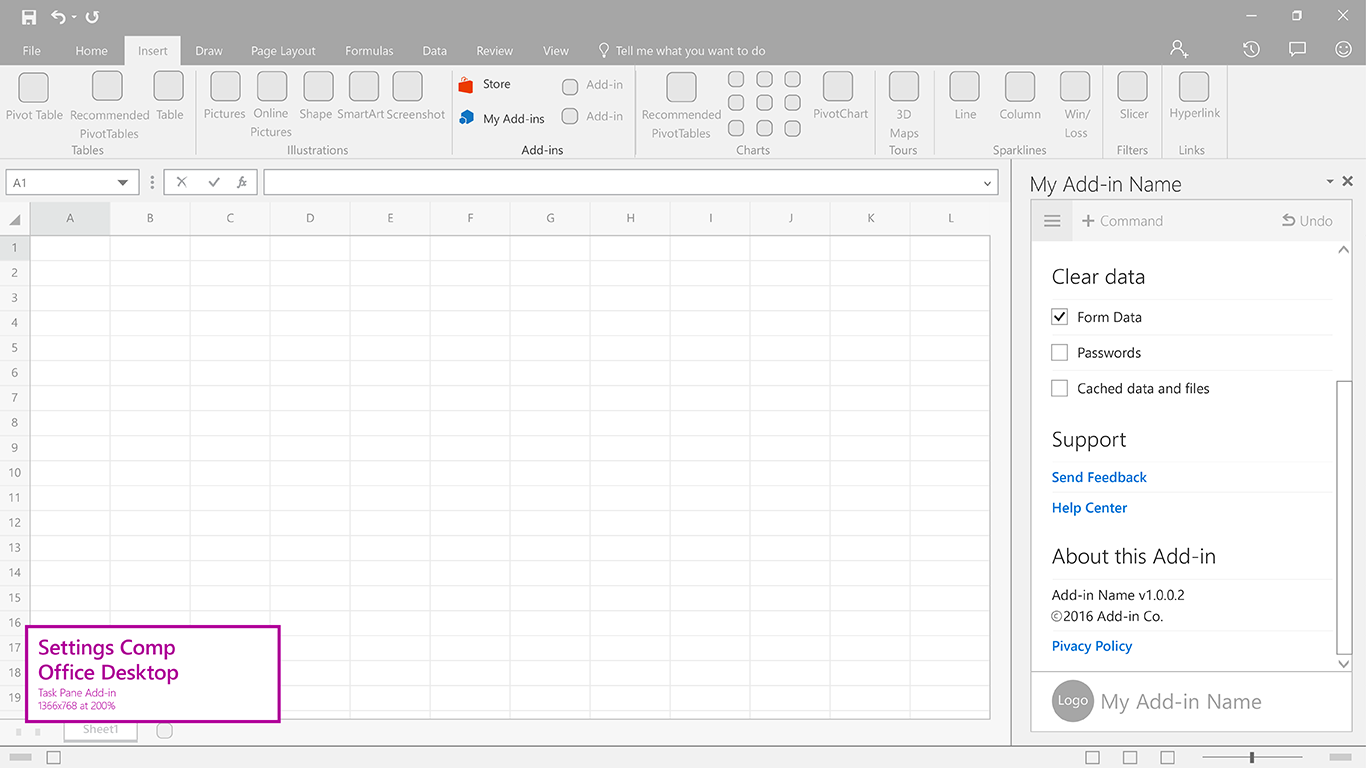 File Home Insert Draw Page Layout Formulas Data Review View Tell me what you want to do
Pivot Table
Recommended
PivotTables
Table
Tables
Pictures
Online
Pictures
Shape
SmartArt
Screenshot
Illustrations
Store
My Add-ins
Add-in
Add-in
Add-ins
Recommended
PivotTables
PivotChart
Charts
3D
Maps
Tours
Line
Column
Win/
Loss
Sparklines
Slicer
Filters
Hyperlink
Links
A1
fx
A B C D E F G H I J K L
1
2
3
4
5
6
7
8
9
10
11
12
13
14
15
16
17
18
19
Settings Comp
Office Desktop
Task Pane Add-in
1366x768 at 200%
Sheet1
My Add-in Name
Command Undo
Clear data
Form Data
Passwords
Cached data and files
Support
Send Feedback
Help Center
About this Add-in
Add-in Name v1.0.0.2
©2016 Add-in Co.
Pivacy Policy
Logo My Add-in Name